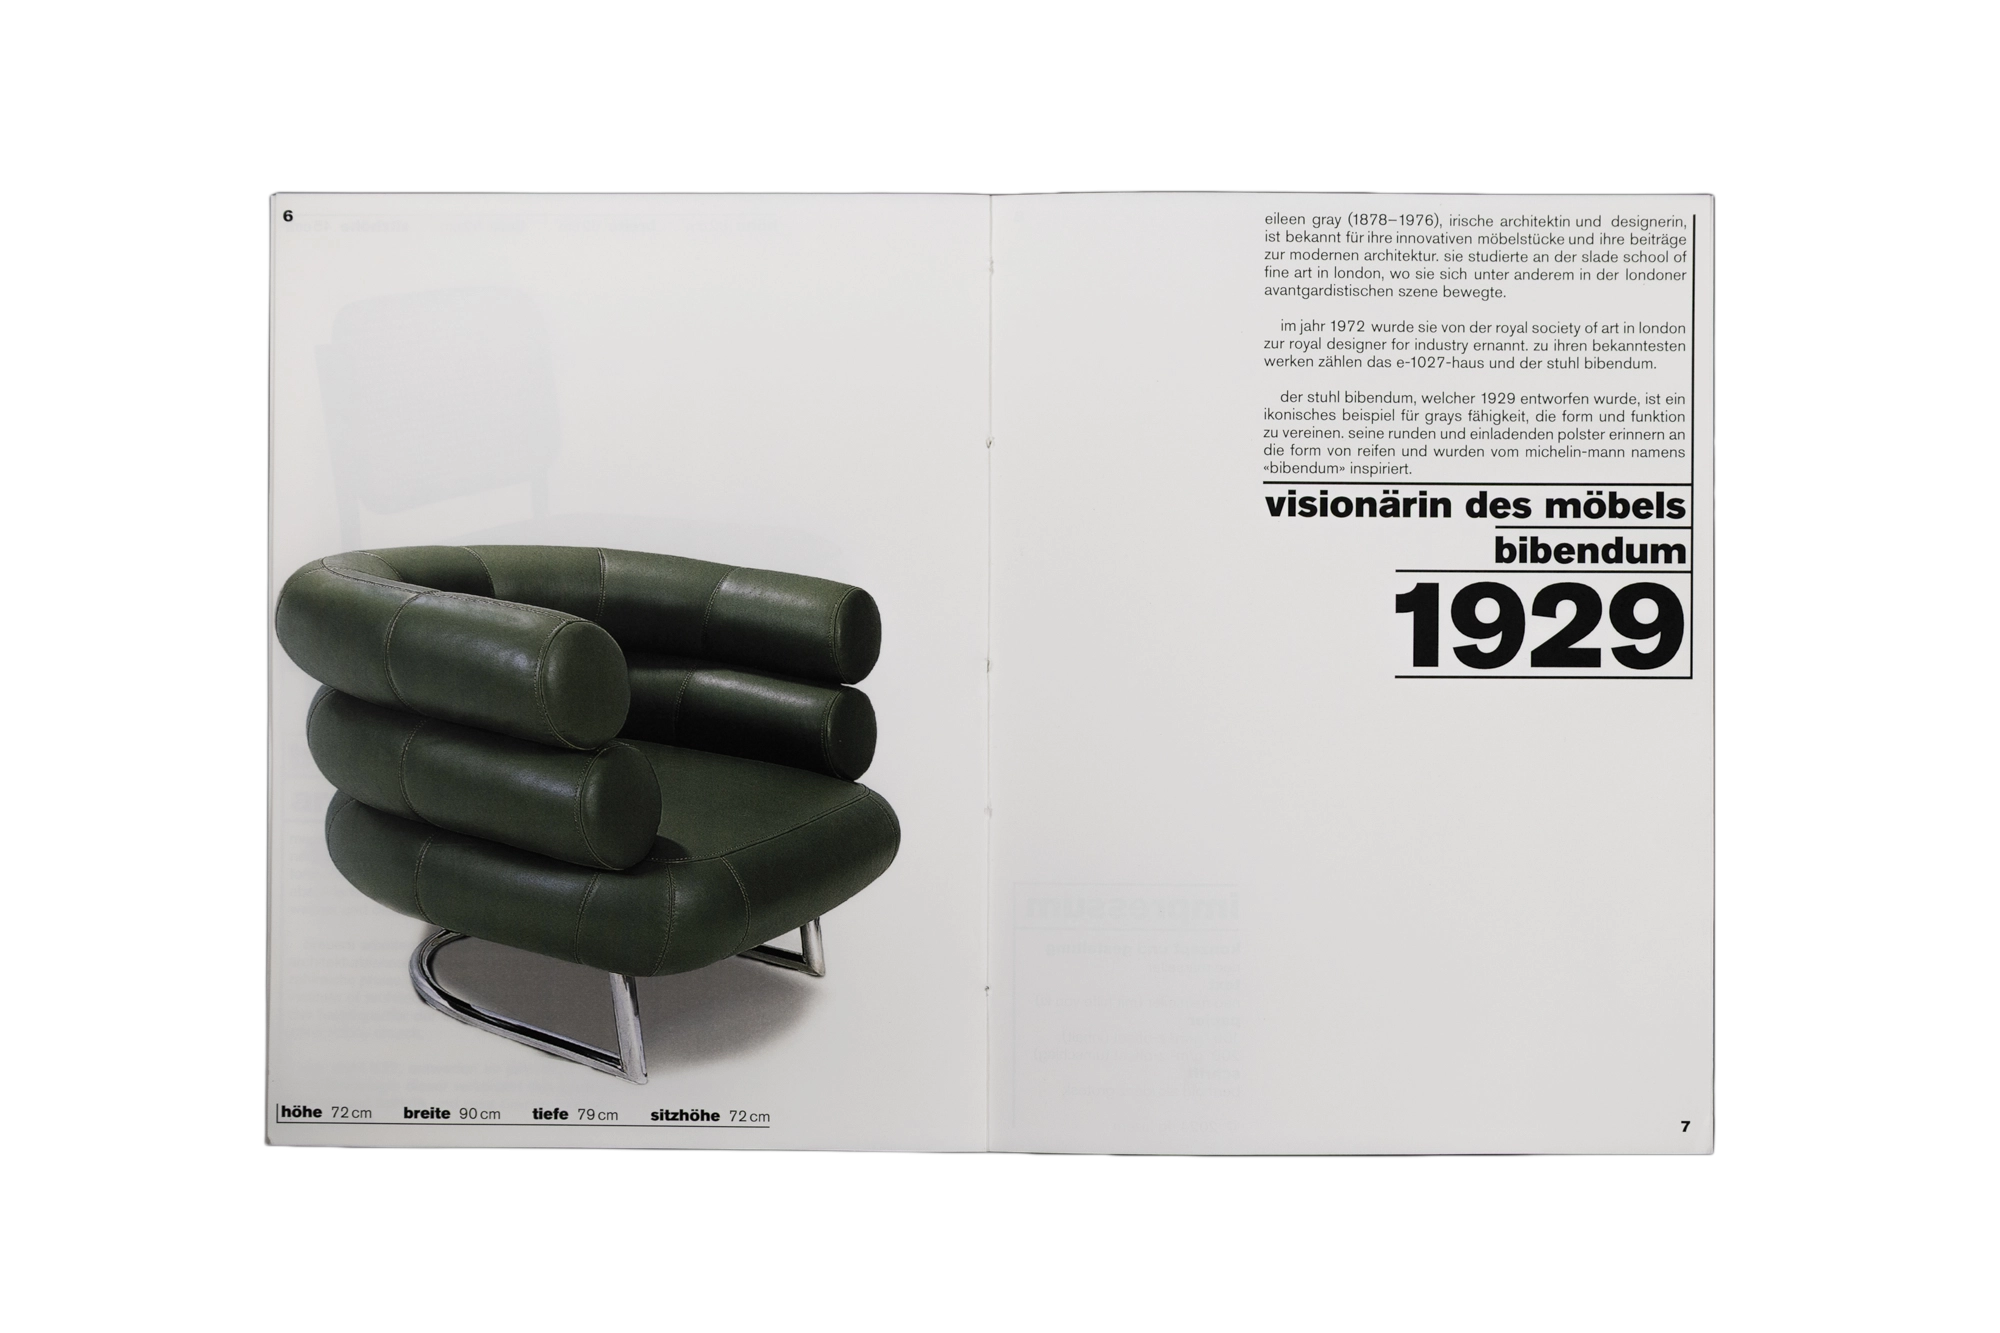 6
höhe 72 cm breite 90 cm tiefe 79 cm sitzhöhe 72 cm
eileen gray (1878–1976), irische architektin und designerin,
ist bekannt für ihre innovativen möbelstücke und ihre beiträge
zur modernen architektur. sie studierte an der slade school of
fine art in london, wo sie sich unter anderem in der londoner
avantgardistischen szene bewegte.
im jahr 1972 wurde sie von der royal society of art in london
zur royal designer for industry ernannt. zu ihren bekanntesten
werken zählen das e-1027-haus und der stuhl bibendum.
der stuhl bibendum, welcher 1929 entworfen wurde, ist ein
ikonisches beispiel für grays fähigkeit, die form und funktion
zu vereinen. seine runden und einladenden polster erinnern an
die form von reifen und wurden vom michelin-mann namens
«bibendum» inspiriert.
visionärin des möbels
bibendum
1929
impressum
7